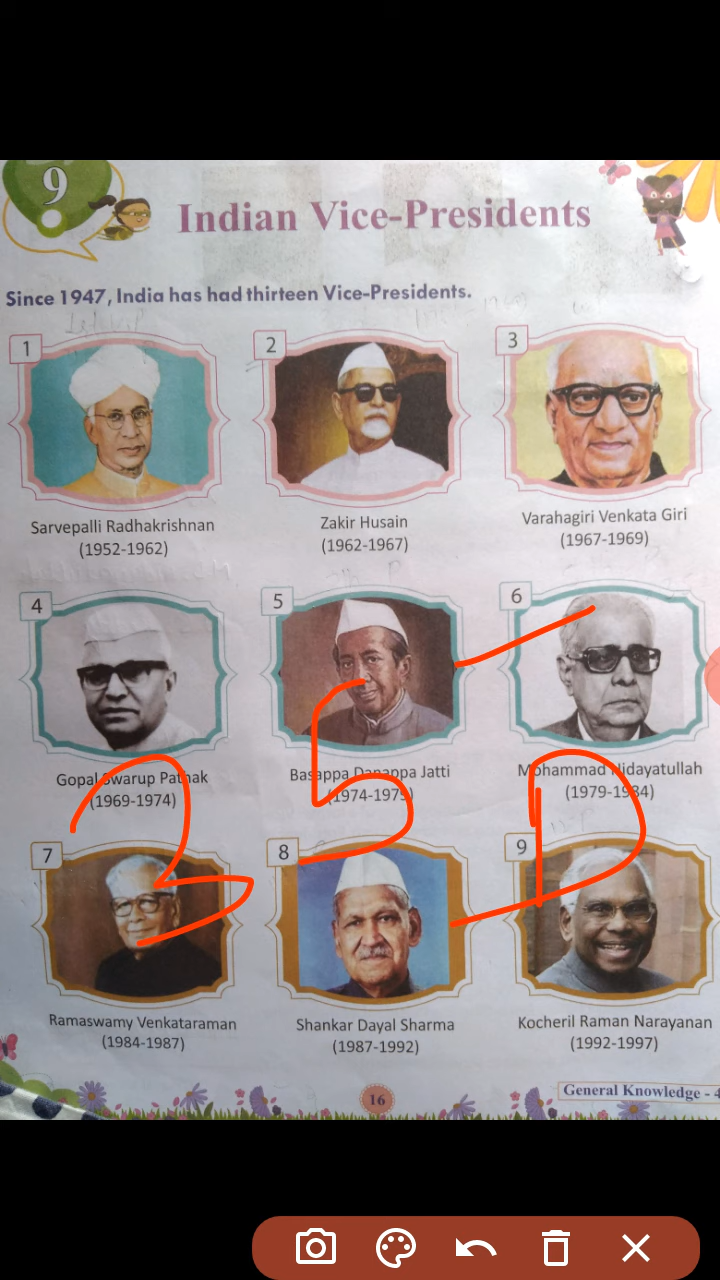 9
Indian Vice-Presidents
Since 1947, India has had thirteen Vice-Presidents.
1
2
3
Sarvepalli Radhakrishnan
(1952-1962)
Zakir Husain
(1962-1967)
Varahagiri Venkata Giri
(1967-1969)
4
5
6
Gopal Swarup Pathak
(1969-1974)
Basappa Danappa Jatti
(1974-1979)
Mohammad Hidayatullah
(1979-1984)
7
8
9
Ramaswamy Venkataraman
(1984-1987)
Shankar Dayal Sharma
(1987-1992)
Kocheril Raman Narayanan
(1992-1997)
16
General Knowledge - 4